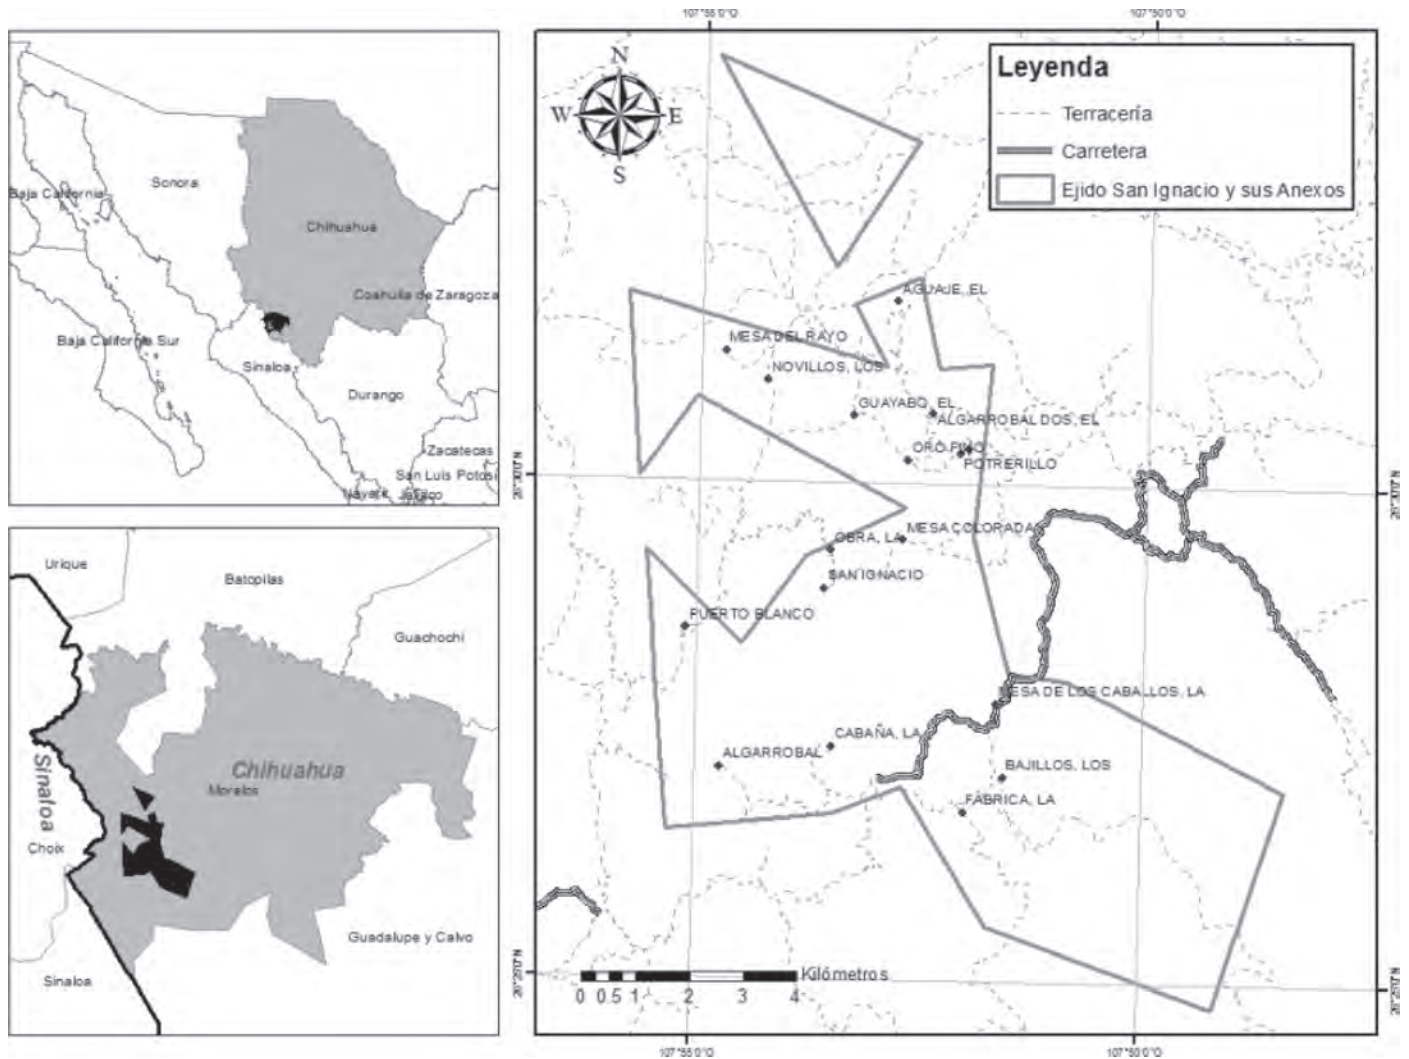 Baja California
Sonora
Chihuahua
Coahuila de Zaragoza
Baja California Sur
Sinaloa
Durango
Zacatecas
San Luis Potosí
Nayarit
Jalisco
Urique
Batopilas
Guachochi
Sinaloa
Chihuahua
Morelos
Choix
Guadalupe y Calvo
Sinaloa
107°55'0"O
107°50'0"O
N
W
E
S
Leyenda
Terracería
Carretera
Ejido San Ignacio y sus Anexos
AGUAJE, EL
MESA DEL RAYO
NOVILLOS, LOS
GUAYABO, EL
ALGARROBAL DOS, EL
ORO FINO
POTRERILLO
MESA COLORADA
OBRA, LA
SAN IGNACIO
PUERTO BLANCO
MESA DE LOS CABALLOS, LA
CABAÑA, LA
ALGARROBAL
BAJILLOS, LOS
FÁBRICA, LA
Kilómetros
0 0.5 1 2 3 4
107°55'0"O
107°50'0"O